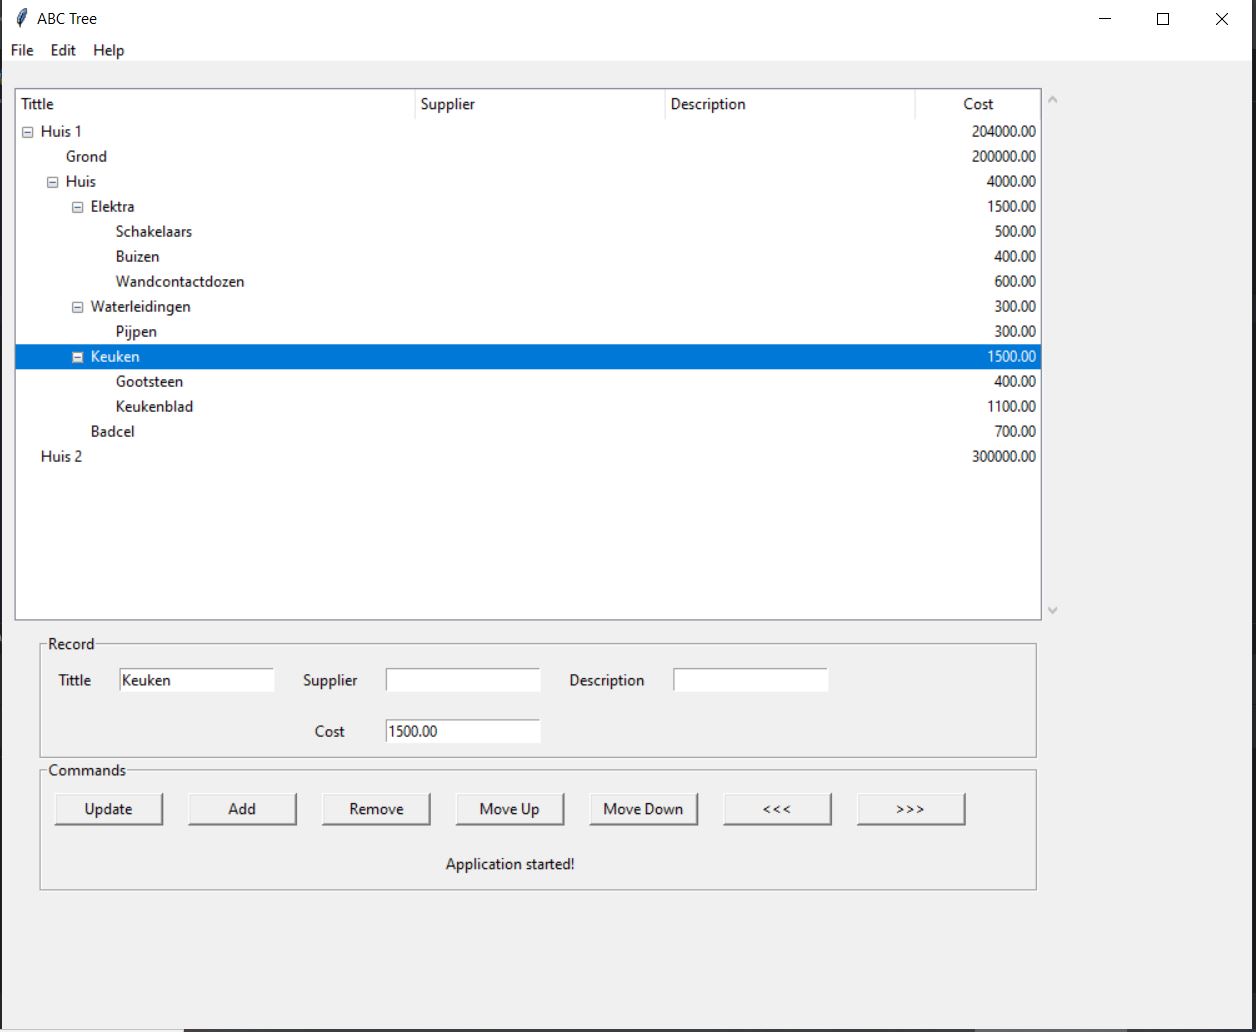 ABC Tree
File Edit Help
Tittle Supplier Description Cost
Huis 1 204000.00
Grond 200000.00
Huis 4000.00
Elektra 1500.00
Schakelaars 500.00
Buizen 400.00
Wandcontactdozen 600.00
Waterleidingen 300.00
Pijpen 300.00
Keuken 1500.00
Gootsteen 400.00
Keukenblad 1100.00
Badcel 700.00
Huis 2 300000.00
Record
Tittle Keuken Supplier Description
Cost 1500.00
Commands
Update Add Remove Move Up Move Down <<< >>>
Application started!